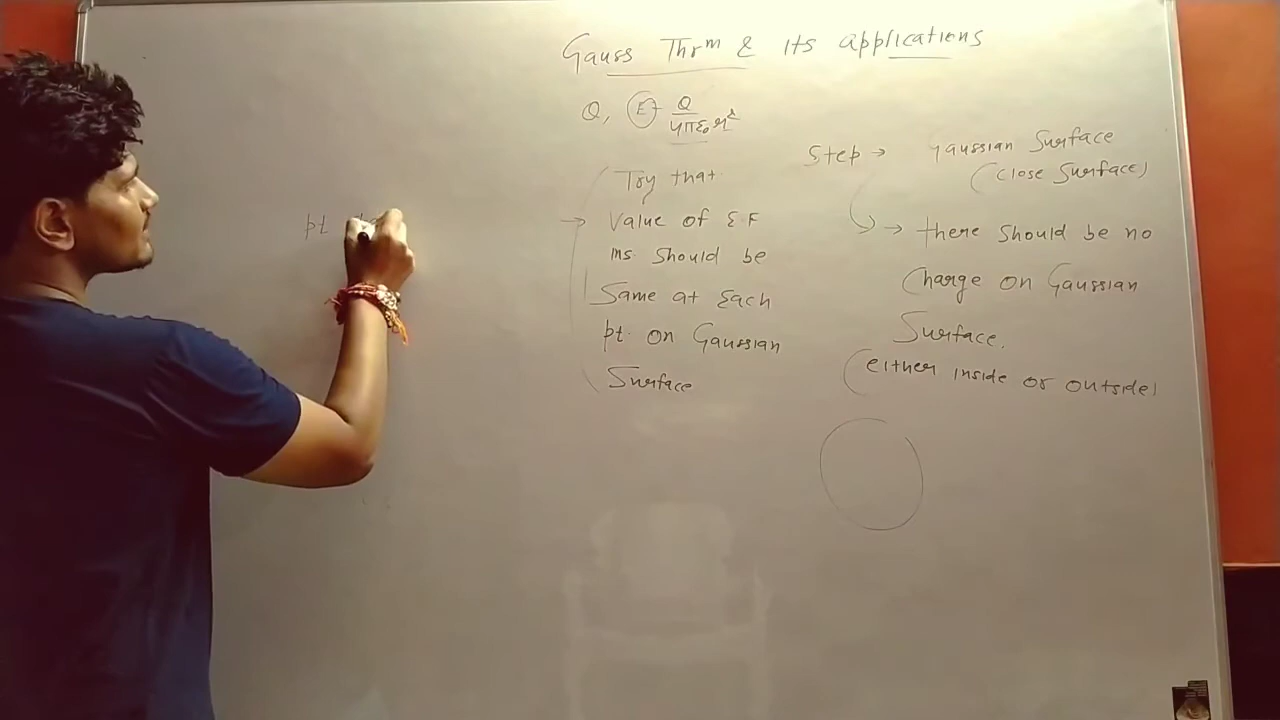 Gauss Thrᵐ & its applications
Q, E = Q / 4πε₀r²
Step → gaussian Surface
(close Surface)
→ there should be no
Charge on Gaussian
Surface.
(either inside or outside)
Try that
→ Value of EF
ms. should be
Same at Each
pt. on Gaussian
Surface
pt